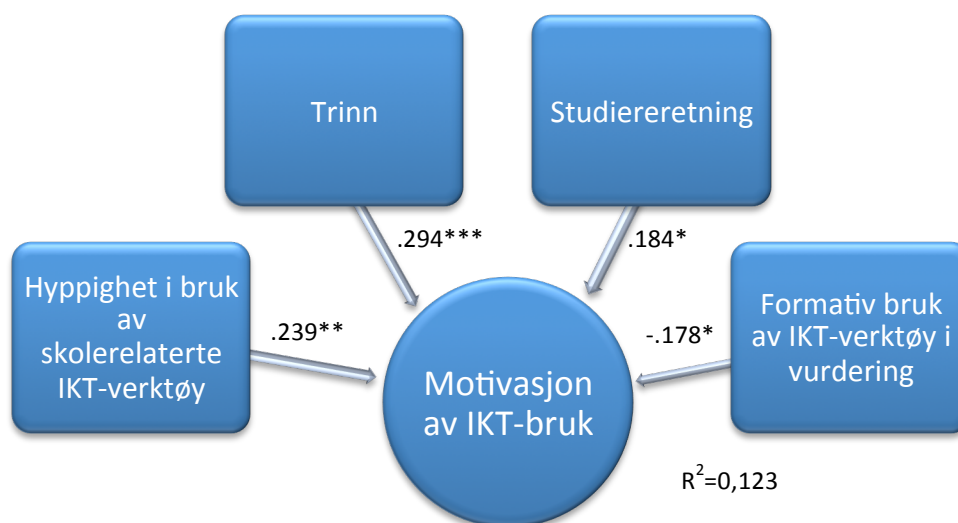 Trinn
Studiereretning
.294***
.184*
Hyppighet i bruk
av
skolerelaterte
IKT-verktøy
.239**
-.178*
Formativ bruk
av IKT-verktøy i
vurdering
Motivasjon
av IKT-bruk
R²=0,123